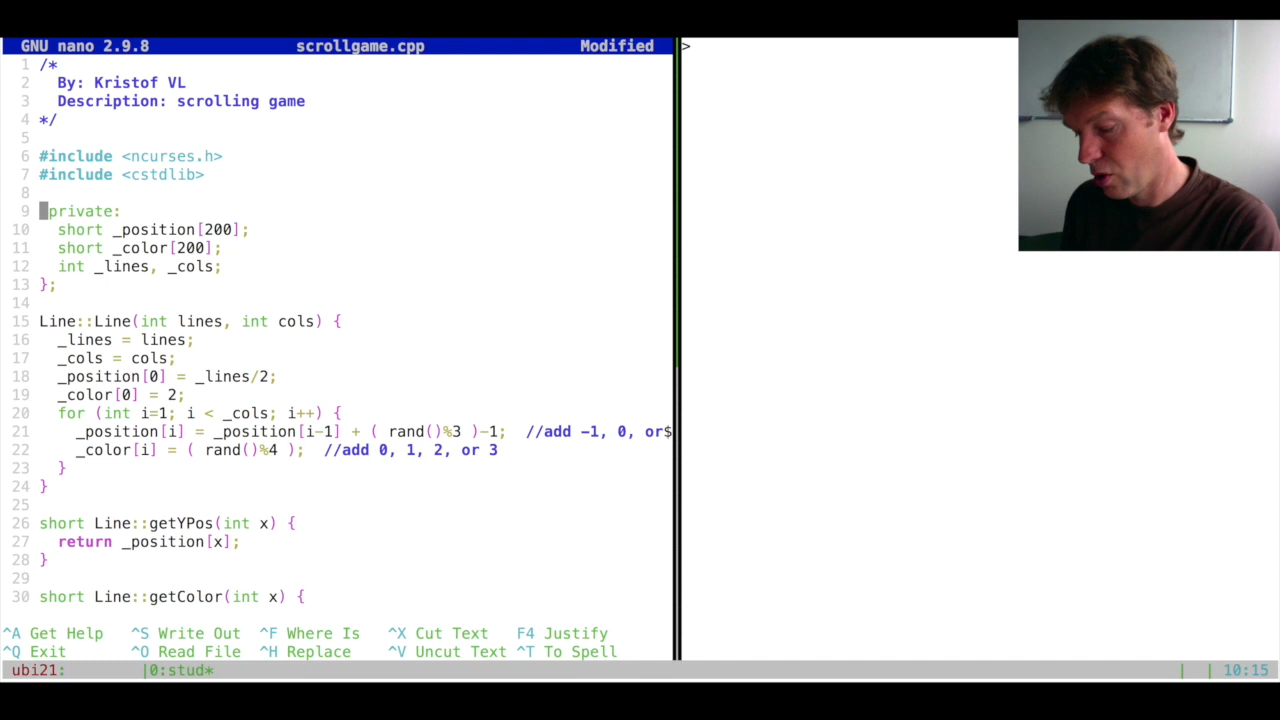 GNU nano 2.9.8 scrollgame.cpp Modified
1 /*
2 By: Kristof VL
3 Description: scrolling game
4 */
5
6 #include <ncurses.h>
7 #include <cstdlib>
8
9 private:
10 short _position[200];
11 short _color[200];
12 int _lines, _cols;
13 };
14
15 Line::Line(int lines, int cols) {
16 _lines = lines;
17 _cols = cols;
18 _position[0] = _lines/2;
19 _color[0] = 2;
20 for (int i=1; i < _cols; i++) {
21 _position[i] = _position[i-1] + ( rand()%3 )-1; //add -1, 0, or$
22 _color[i] = ( rand()%4 ); //add 0, 1, 2, or 3
23 }
24 }
25
26 short Line::getYPos(int x) {
27 return _position[x];
28 }
29
30 short Line::getColor(int x) {
^A Get Help ^S Write Out ^F Where Is ^X Cut Text F4 Justify
^Q Exit ^O Read File ^H Replace ^V Uncut Text ^T To Spell
ubi21: |0:stud* | | 10:15
>